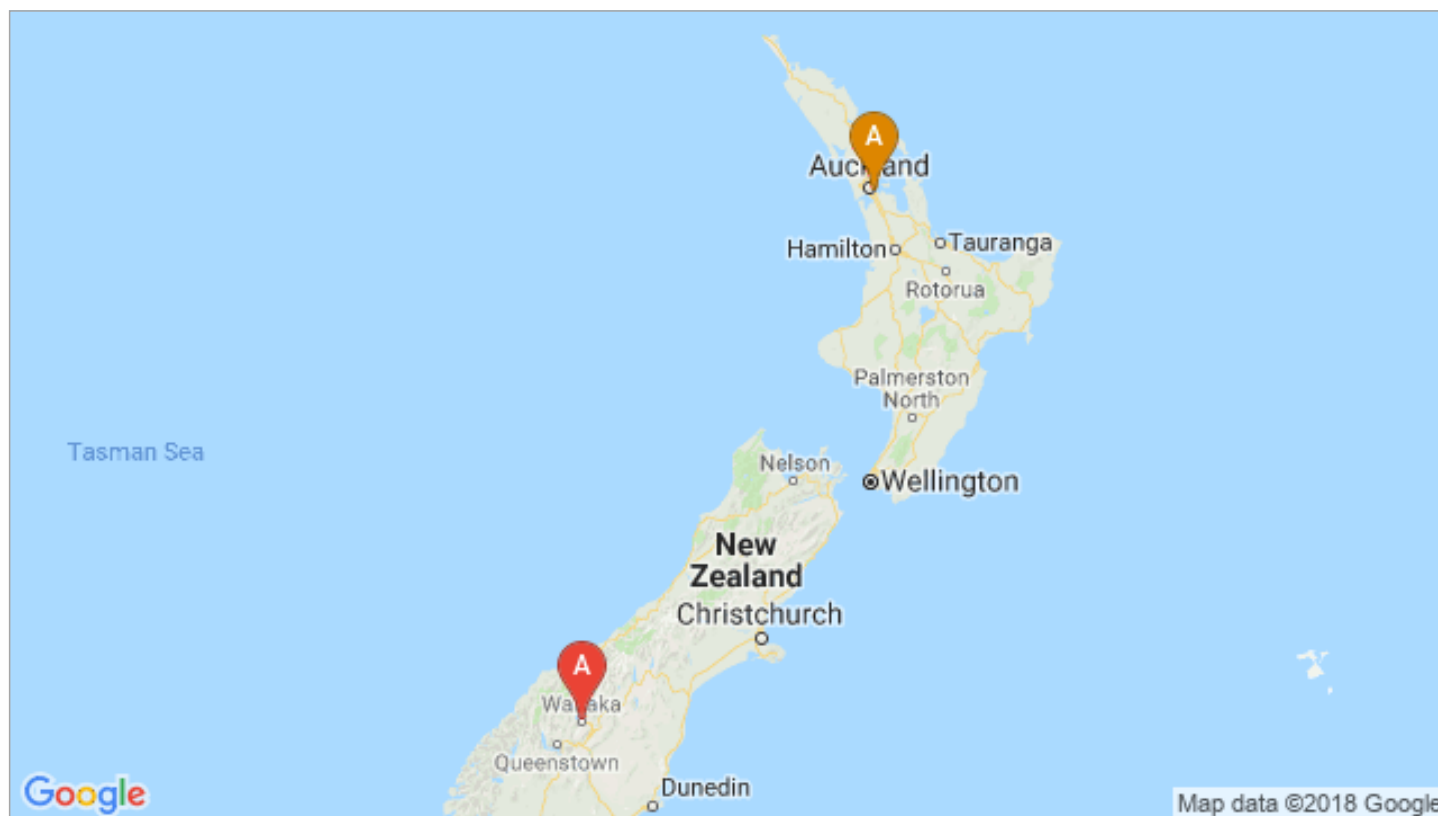 A
Auckland
Hamilton
Tauranga
Rotorua
Palmerston
North
Tasman Sea
Nelson
Wellington
New
Zealand
Christchurch
A
Wanaka
Queenstown
Dunedin
Google
Map data ©2018 Google